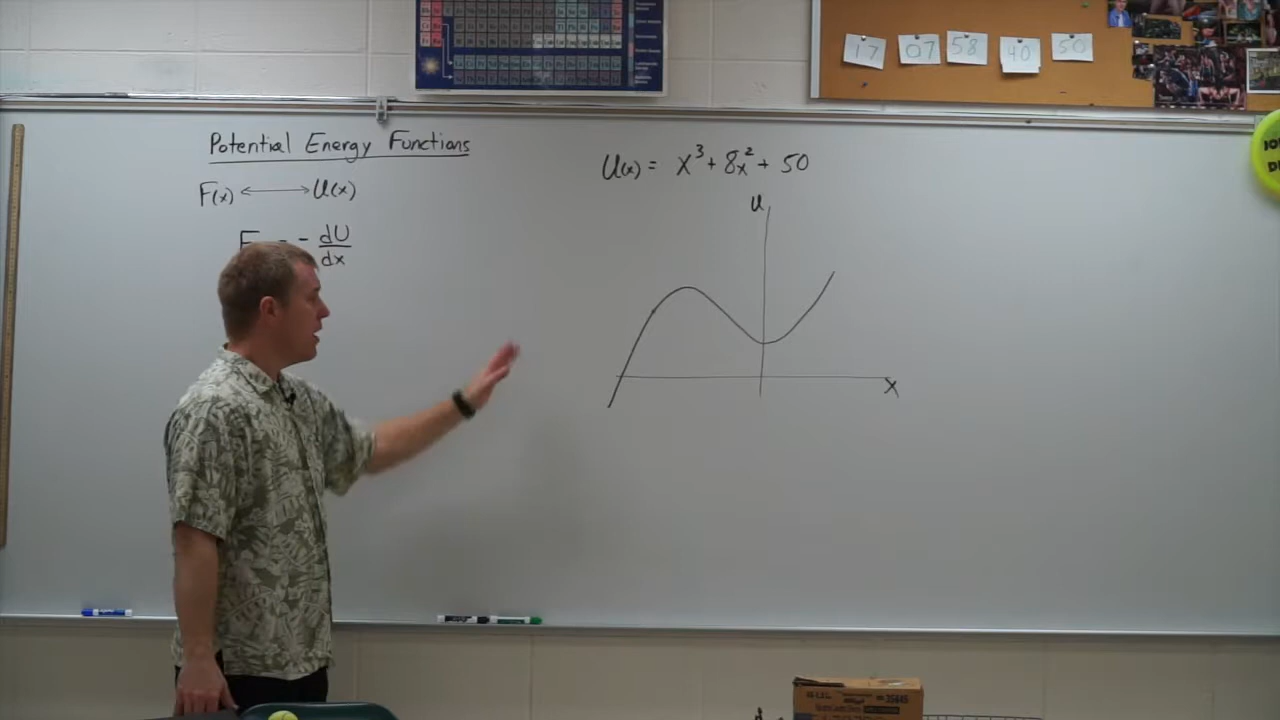 17 07 58 40 50
Potential Energy Functions
F(x) ⟷ U(x)
F = - dU/dx
U(x) = x³ + 8x² + 50
U
x